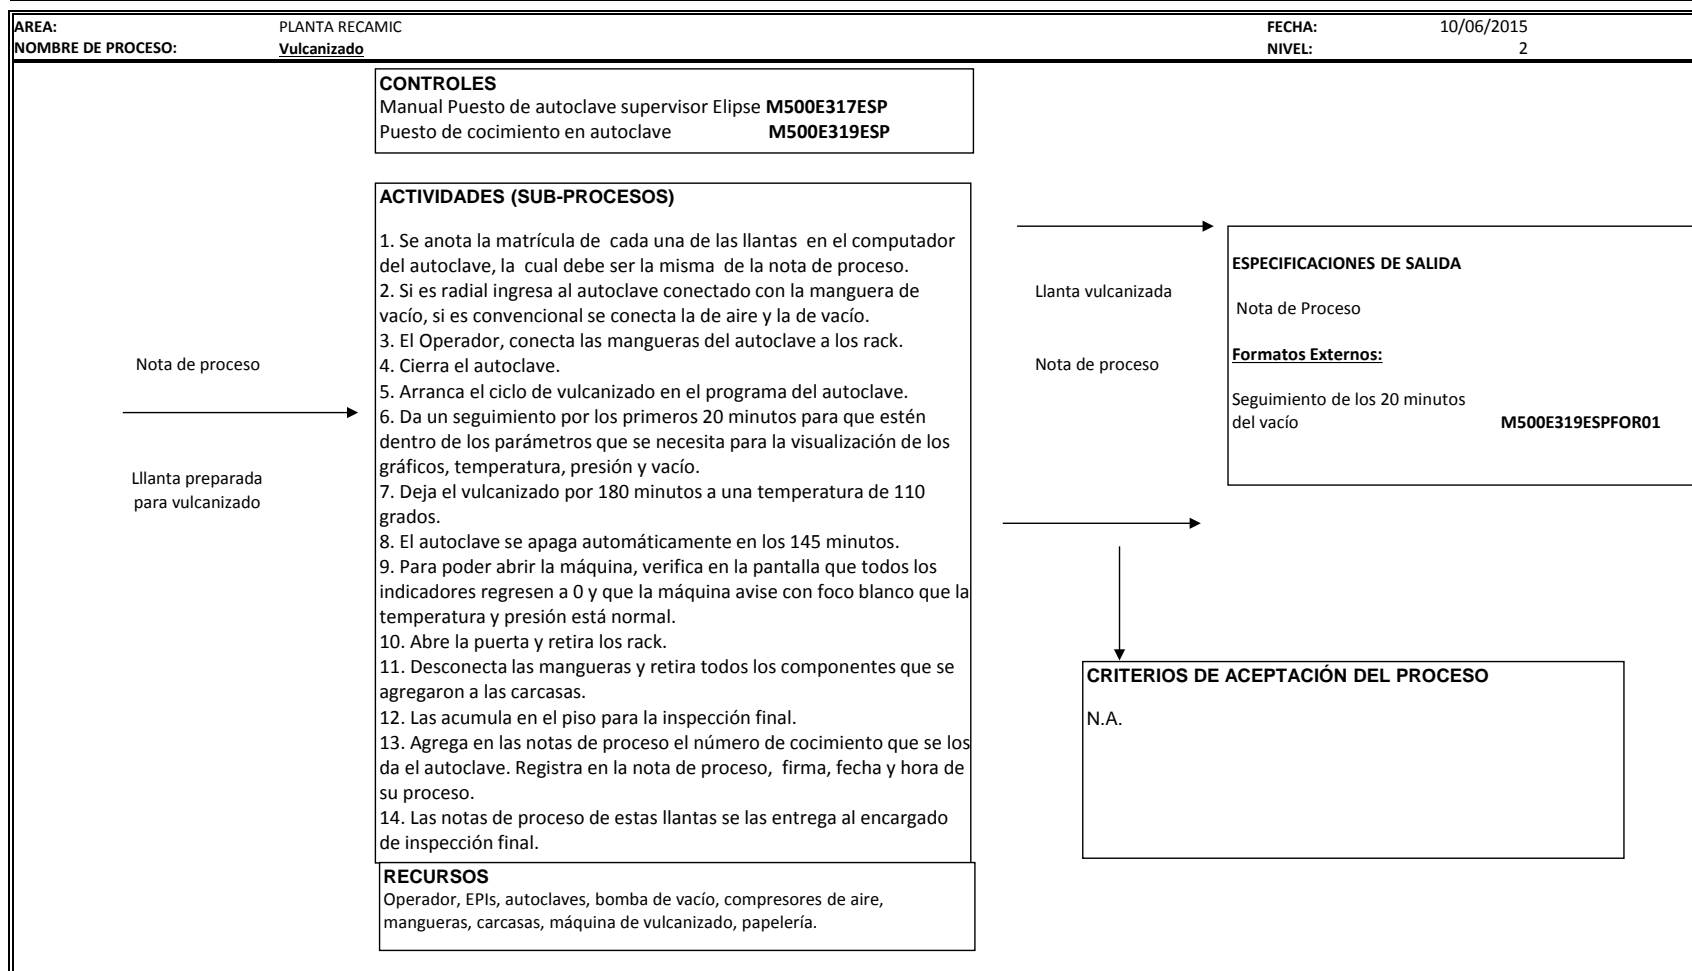 AREA: PLANTA RECAMIC FECHA: 10/06/2015
NOMBRE DE PROCESO: Vulcanizado NIVEL: 2
CONTROLES
Manual Puesto de autoclave supervisor Elipse M500E317ESP
Puesto de cocimiento en autoclave M500E319ESP
Nota de proceso
Lllanta preparada
para vulcanizado
ACTIVIDADES (SUB-PROCESOS)
1. Se anota la matrícula de cada una de las llantas en el computador
del autoclave, la cual debe ser la misma de la nota de proceso.
2. Si es radial ingresa al autoclave conectado con la manguera de
vacío, si es convencional se conecta la de aire y la de vacío.
3. El Operador, conecta las mangueras del autoclave a los rack.
4. Cierra el autoclave.
5. Arranca el ciclo de vulcanizado en el programa del autoclave.
6. Da un seguimiento por los primeros 20 minutos para que estén
dentro de los parámetros que se necesita para la visualización de los
gráficos, temperatura, presión y vacío.
7. Deja el vulcanizado por 180 minutos a una temperatura de 110
grados.
8. El autoclave se apaga automáticamente en los 145 minutos.
9. Para poder abrir la máquina, verifica en la pantalla que todos los
indicadores regresen a 0 y que la máquina avise con foco blanco que la
temperatura y presión está normal.
10. Abre la puerta y retira los rack.
11. Desconecta las mangueras y retira todos los componentes que se
agregaron a las carcasas.
12. Las acumula en el piso para la inspección final.
13. Agrega en las notas de proceso el número de cocimiento que se los
da el autoclave. Registra en la nota de proceso, firma, fecha y hora de
su proceso.
14. Las notas de proceso de estas llantas se las entrega al encargado
de inspección final.
RECURSOS
Operador, EPIs, autoclaves, bomba de vacío, compresores de aire,
mangueras, carcasas, máquina de vulcanizado, papelería.
Llanta vulcanizada
Nota de proceso
ESPECIFICACIONES DE SALIDA
Nota de Proceso
Formatos Externos:
Seguimiento de los 20 minutos
del vacío M500E319ESPFOR01
CRITERIOS DE ACEPTACIÓN DEL PROCESO
N.A.